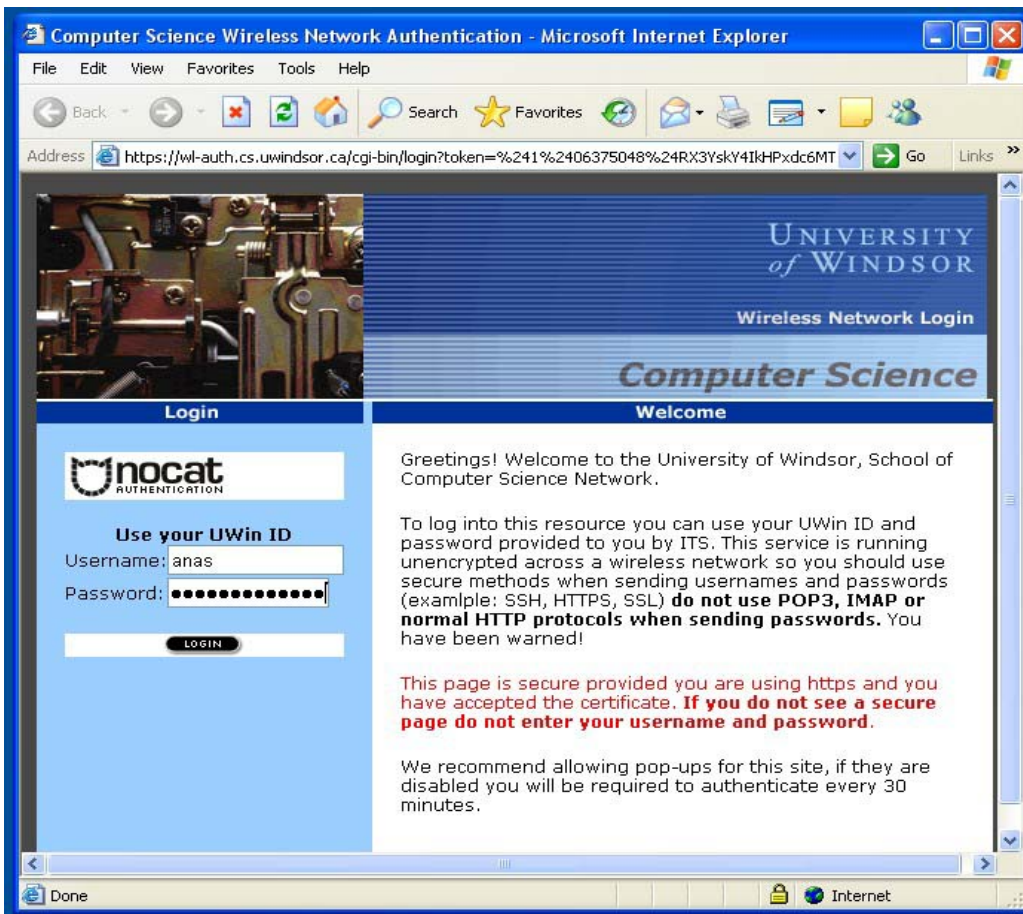 Computer Science Wireless Network Authentication - Microsoft Internet Explorer
File Edit View Favorites Tools Help
Back Search Favorites
Address https://wl-auth.cs.uwindsor.ca/cgi-bin/login?token=%241%2406375048%24RX3YskY4IkHPxdc6MT Go Links »
UNIVERSITY
of WINDSOR
Wireless Network Login
Computer Science
Login
nocat
AUTHENTICATION
Use your UWin ID
Username: anas
Password: ●●●●●●●●●●●●●
LOGIN
Welcome
Greetings! Welcome to the University of Windsor, School of
Computer Science Network.
To log into this resource you can use your UWin ID and
password provided to you by ITS. This service is running
unencrypted across a wireless network so you should use
secure methods when sending usernames and passwords
(examlple: SSH, HTTPS, SSL) do not use POP3, IMAP or
normal HTTP protocols when sending passwords. You
have been warned!
This page is secure provided you are using https and you
have accepted the certificate. If you do not see a secure
page do not enter your username and password.
We recommend allowing pop-ups for this site, if they are
disabled you will be required to authenticate every 30
minutes.
Done Internet